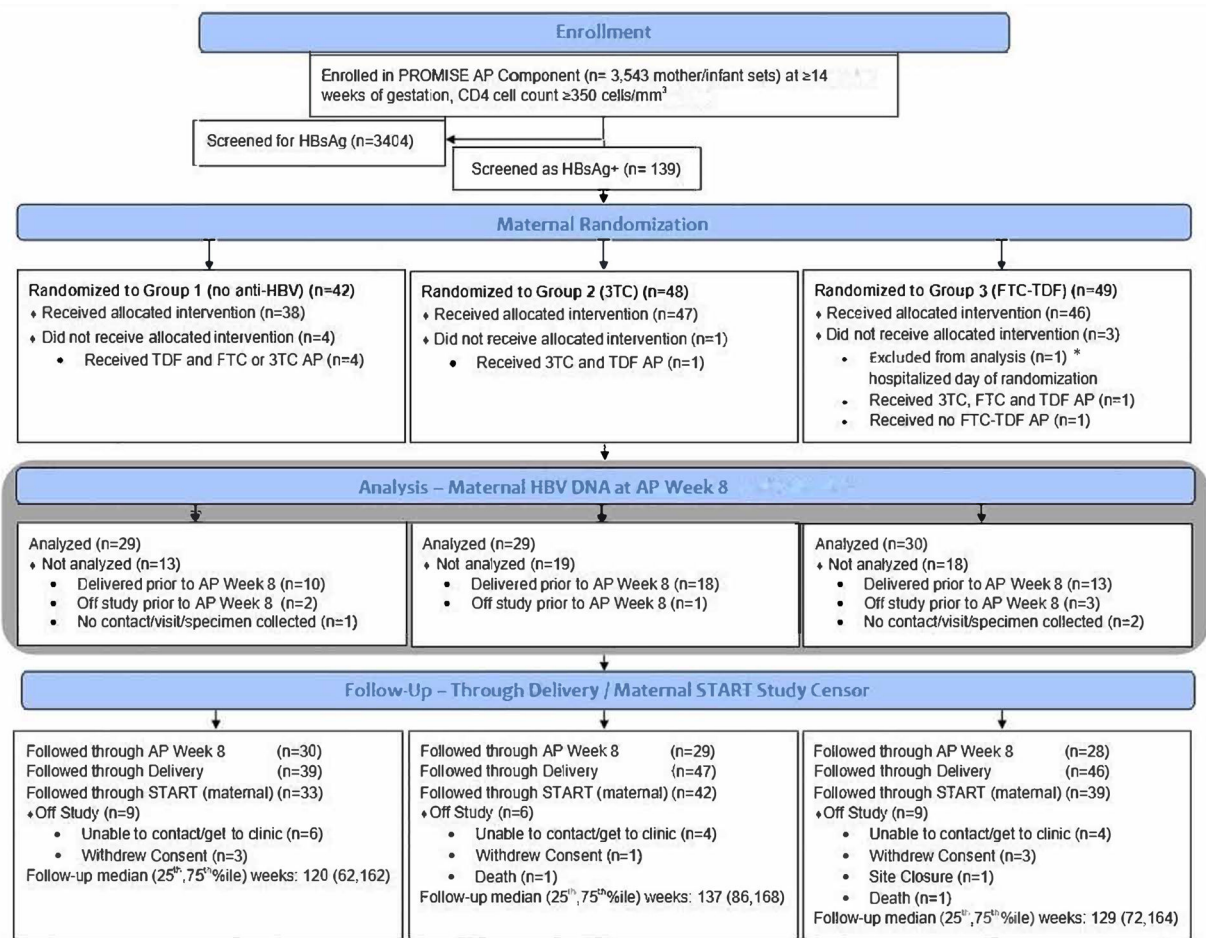 Enrollment
Enrolled in PROMISE AP Component (n= 3,543 mother/infant sets) at ≥14
weeks of gestation, CD4 cell count ≥350 cells/mm³
Screened for HBsAg (n=3404)
Screened as HBsAg+ (n= 139)
Maternal Randomization
Randomized to Group 1 (no anti-HBV) (n=42)
♦ Received allocated intervention (n=38)
♦ Did not receive allocated intervention (n=4)
• Received TDF and FTC or 3TC AP (n=4)
Randomized to Group 2 (3TC) (n=48)
♦ Received allocated intervention (n=47)
♦ Did not receive allocated intervention (n=1)
• Received 3TC and TDF AP (n=1)
Randomized to Group 3 (FTC-TDF) (n=49)
♦ Received allocated intervention (n=46)
♦ Did not receive allocated intervention (n=3)
• Excluded from analysis (n=1) *
hospitalized day of randomization
• Received 3TC, FTC and TDF AP (n=1)
• Received no FTC-TDF AP (n=1)
Analysis – Maternal HBV DNA at AP Week 8
Analyzed (n=29)
♦ Not analyzed (n=13)
• Delivered prior to AP Week 8 (n=10)
• Off study prior to AP Week 8 (n=2)
• No contact/visit/specimen collected (n=1)
Analyzed (n=29)
♦ Not analyzed (n=19)
• Delivered prior to AP Week 8 (n=18)
• Off study prior to AP Week 8 (n=1)
Analyzed (n=30)
♦ Not analyzed (n=18)
• Delivered prior to AP Week 8 (n=13)
• Off study prior to AP Week 8 (n=3)
• No contact/visit/specimen collected (n=2)
Follow-Up – Through Delivery / Maternal START Study Censor
Followed through AP Week 8 (n=30)
Followed through Delivery (n=39)
Followed through START (maternal) (n=33)
♦Off Study (n=9)
• Unable to contact/get to clinic (n=6)
• Withdrew Consent (n=3)
Follow-up median (25th,75th%ile) weeks: 120 (62,162)
Followed through AP Week 8 (n=29)
Followed through Delivery (n=47)
Followed through START (maternal) (n=42)
♦Off Study (n=6)
• Unable to contact/get to clinic (n=4)
• Withdrew Consent (n=1)
• Death (n=1)
Follow-up median (25th,75th%ile) weeks: 137 (86,168)
Followed through AP Week 8 (n=28)
Followed through Delivery (n=46)
Followed through START (maternal) (n=39)
♦Off Study (n=9)
• Unable to contact/get to clinic (n=4)
• Withdrew Consent (n=3)
• Site Closure (n=1)
• Death (n=1)
Follow-up median (25th,75th%ile) weeks: 129 (72,164)